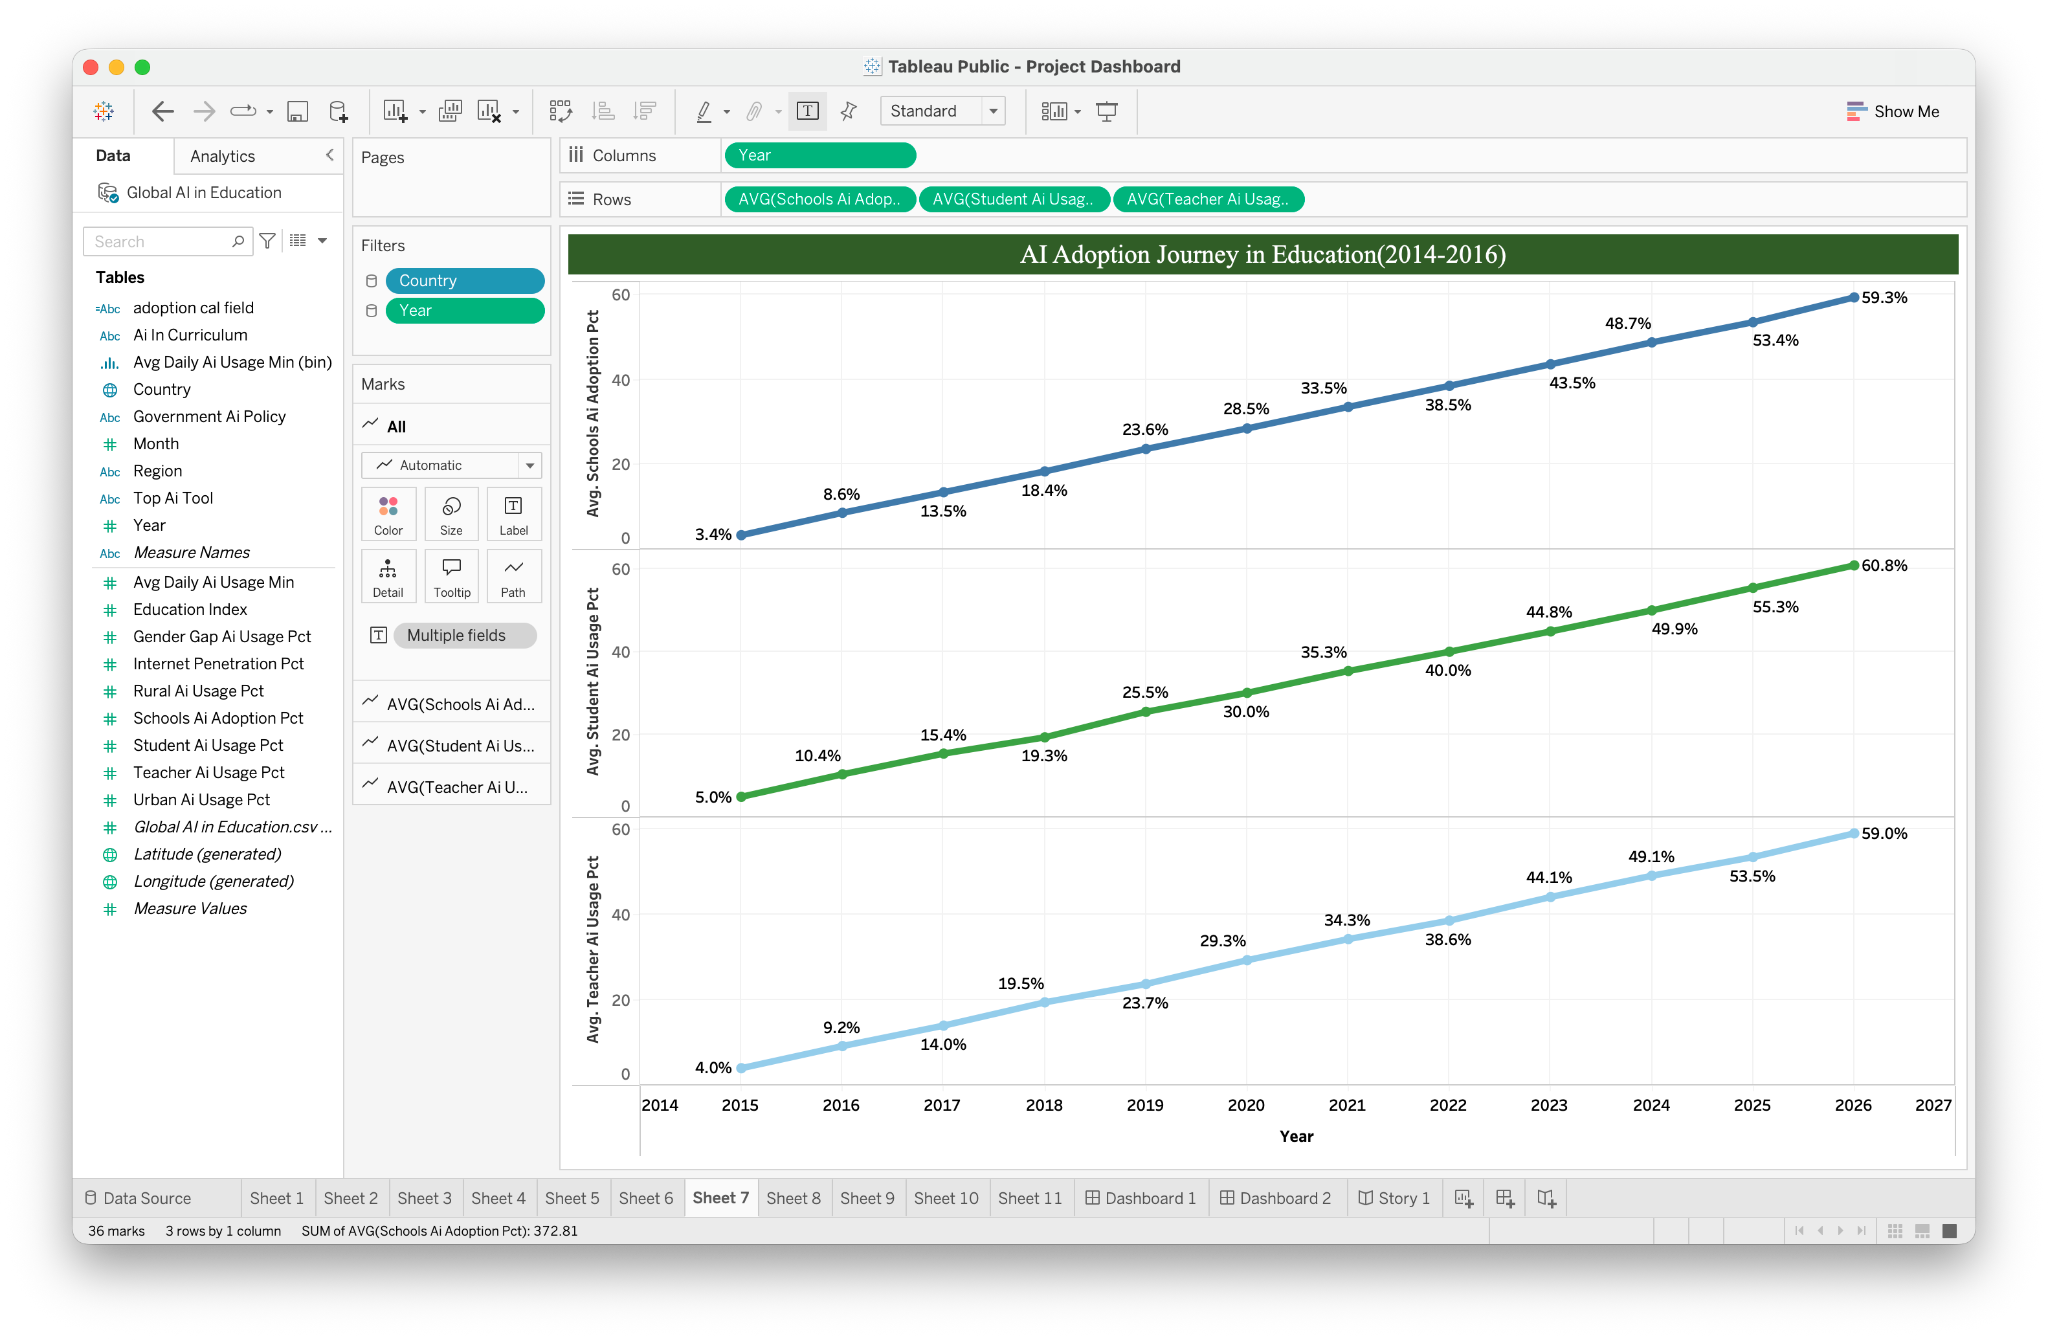 Tableau Public - Project Dashboard
Standard
Show Me
Data
Analytics
Global AI in Education
Search
Tables
=Abc adoption cal field
Abc Ai In Curriculum
Avg Daily Ai Usage Min (bin)
Country
Abc Government Ai Policy
Month
Abc Region
Abc Top Ai Tool
Year
Abc Measure Names
Avg Daily Ai Usage Min
Education Index
Gender Gap Ai Usage Pct
Internet Penetration Pct
Rural Ai Usage Pct
Schools Ai Adoption Pct
Student Ai Usage Pct
Teacher Ai Usage Pct
Urban Ai Usage Pct
Global AI in Education.csv ...
Latitude (generated)
Longitude (generated)
Measure Values
Pages
Filters
Country
Year
Marks
All
Automatic
Color Size Label
Detail Tooltip Path
Multiple fields
AVG(Schools Ai Ad...
AVG(Student Ai Us...
AVG(Teacher Ai U...
Columns Year
Rows AVG(Schools Ai Adop.. AVG(Student Ai Usag.. AVG(Teacher Ai Usag..
AI Adoption Journey in Education(2014-2016)
Avg. Schools Ai Adoption Pct
60
40
20
0
3.4% 8.6% 13.5% 18.4% 23.6% 28.5% 33.5% 38.5% 43.5% 48.7% 53.4% 59.3%
Avg. Student Ai Usage Pct
60
40
20
0
5.0% 10.4% 15.4% 19.3% 25.5% 30.0% 35.3% 40.0% 44.8% 49.9% 55.3% 60.8%
Avg. Teacher Ai Usage Pct
60
40
20
0
4.0% 9.2% 14.0% 19.5% 23.7% 29.3% 34.3% 38.6% 44.1% 49.1% 53.5% 59.0%
2014 2015 2016 2017 2018 2019 2020 2021 2022 2023 2024 2025 2026 2027
Year
Data Source Sheet 1 Sheet 2 Sheet 3 Sheet 4 Sheet 5 Sheet 6 Sheet 7 Sheet 8 Sheet 9 Sheet 10 Sheet 11 Dashboard 1 Dashboard 2 Story 1
36 marks 3 rows by 1 column SUM of AVG(Schools Ai Adoption Pct): 372.81